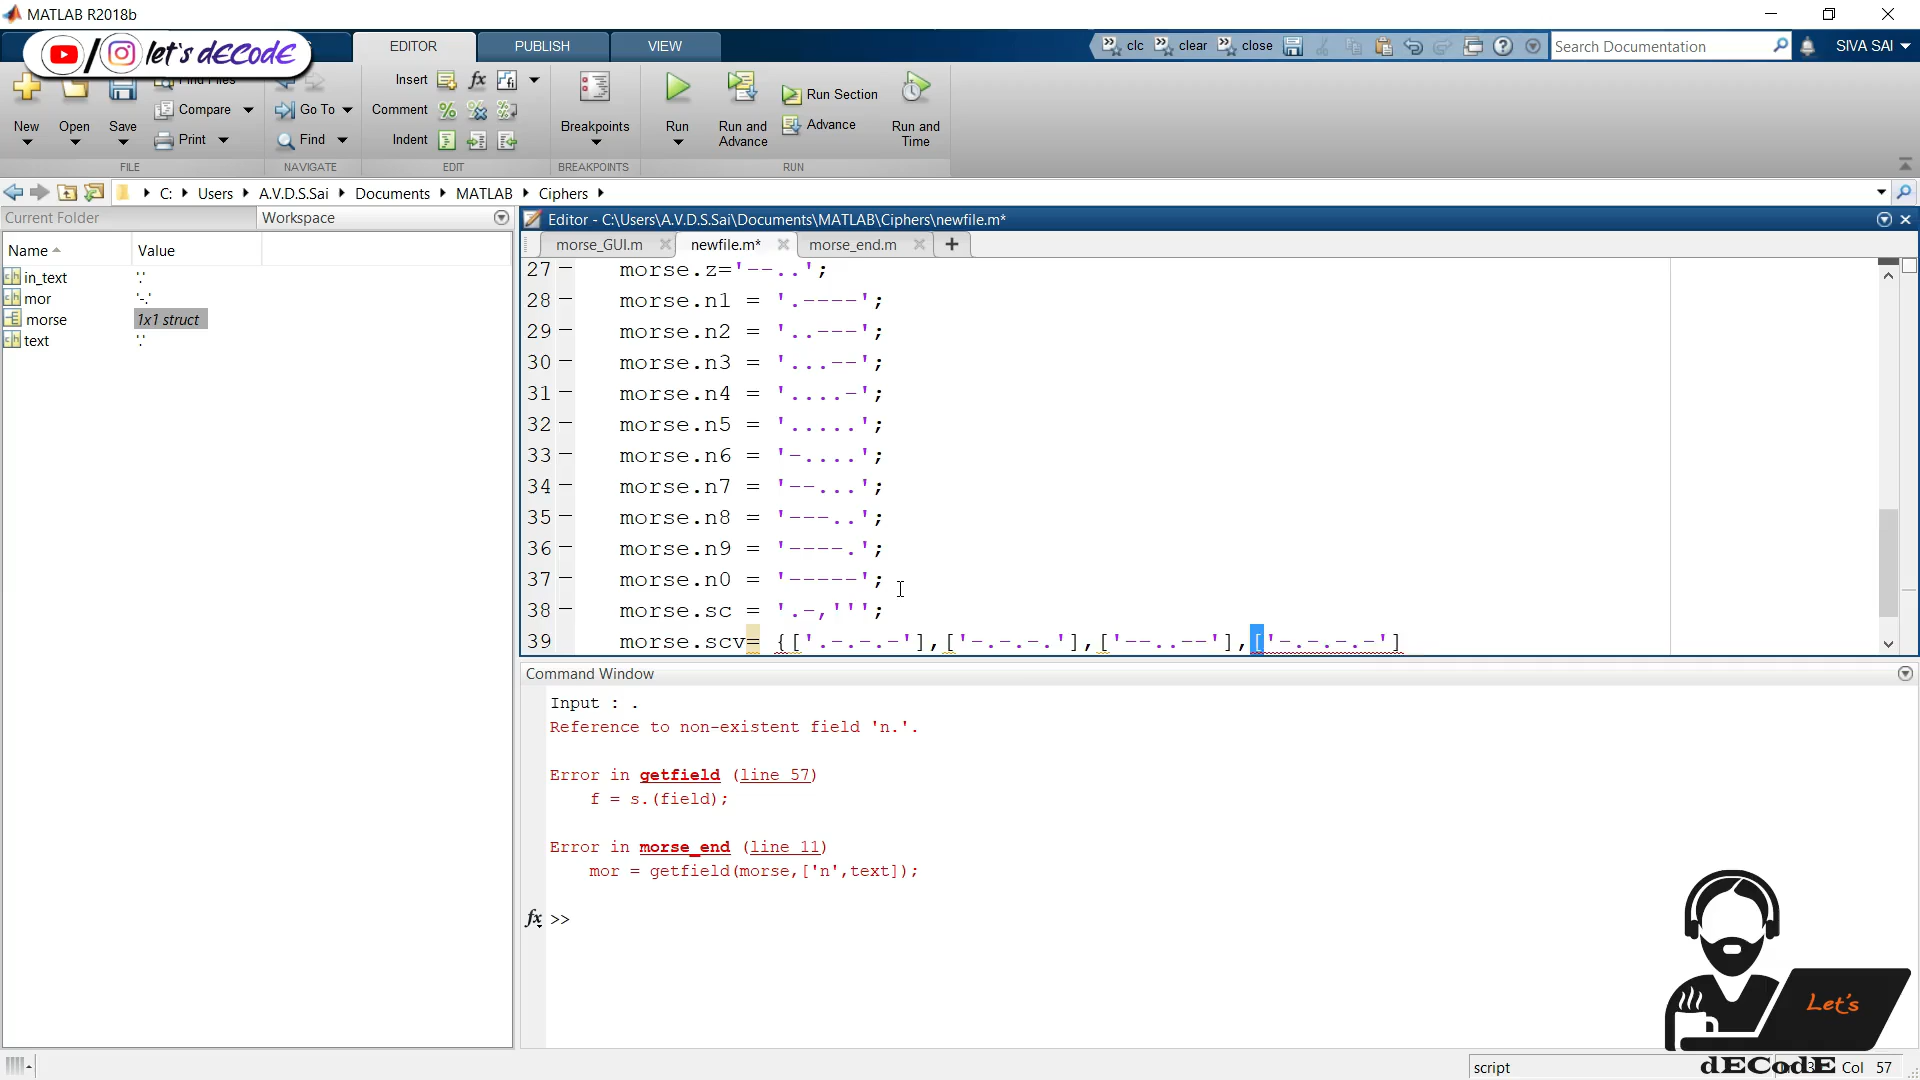 MATLAB R2018b
let's dECodE
EDITOR
PUBLISH
VIEW
clc
clear
close
Search Documentation
SIVA SAI
New
Open
Save
Find Files
Compare
Print
FILE
Go To
Find
NAVIGATE
Insert
fx
Comment
Indent
EDIT
Breakpoints
BREAKPOINTS
Run
Run and
Advance
Run Section
Advance
Run and
Time
RUN
C: Users A.V.D.S.Sai Documents MATLAB Ciphers
Current Folder
Workspace
Name
Value
in_text '.'
mor '-.'
morse 1x1 struct
text '.'
Editor - C:\Users\A.V.D.S.Sai\Documents\MATLAB\Ciphers\newfile.m*
morse_GUI.m
newfile.m*
morse_end.m
27 morse.z='--..';
28 morse.n1 = '.----';
29 morse.n2 = '..---';
30 morse.n3 = '...--';
31 morse.n4 = '....-';
32 morse.n5 = '.....';
33 morse.n6 = '-....';
34 morse.n7 = '--...';
35 morse.n8 = '---..';
36 morse.n9 = '----.';
37 morse.n0 = '-----';
38 morse.sc = '.-,''';
39 morse.scv= {['.-.-.-'],['-.-.-.'],['--..--'],['-.-.-.-']
Command Window
Input : .
Reference to non-existent field 'n.'.
Error in getfield (line 57)
f = s.(field);
Error in morse_end (line 11)
mor = getfield(morse,['n',text]);
fx >>
Let's
dECodE
script
Col 57